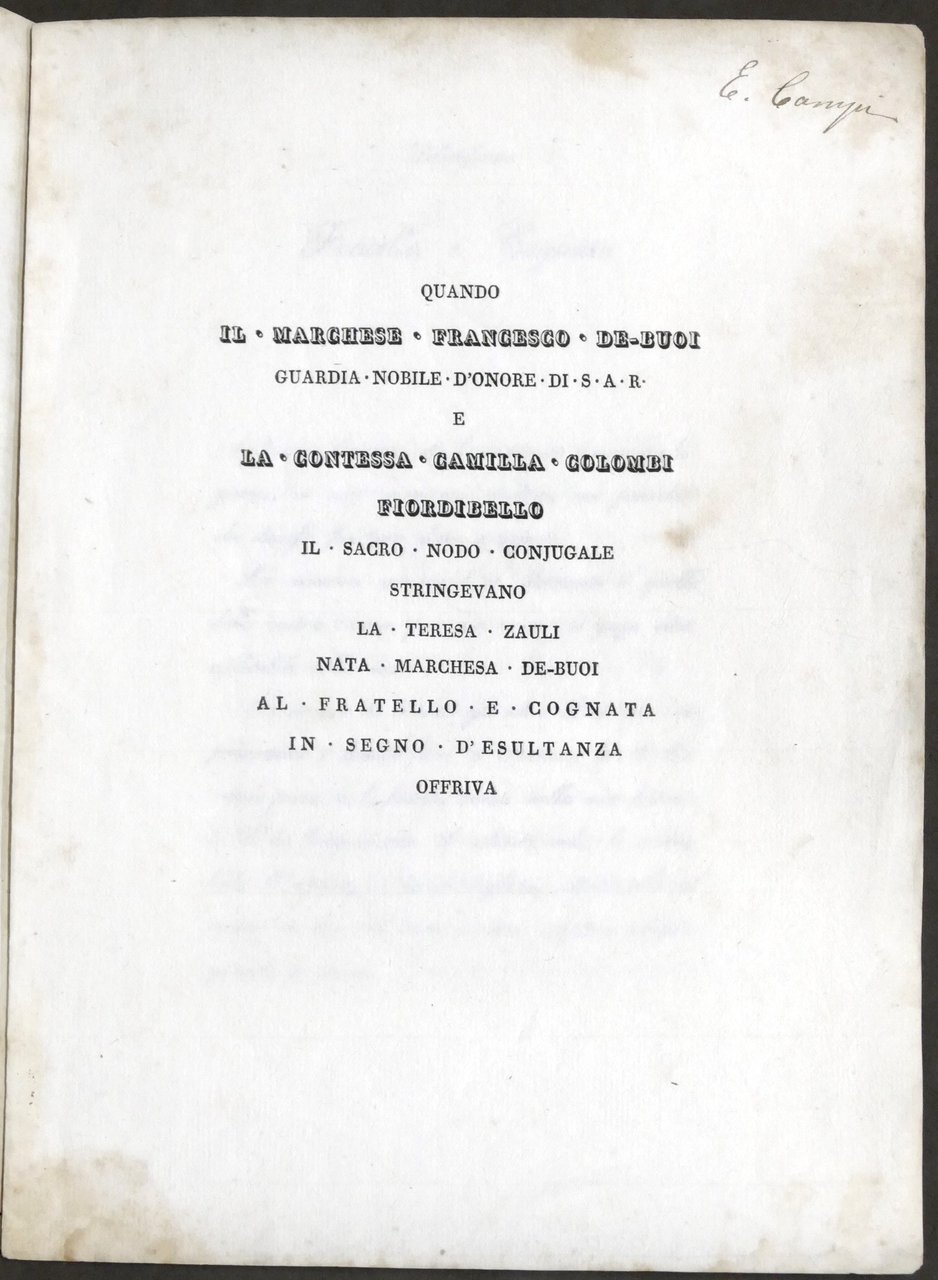 E. Campi
QUANDO
IL · MARCHESE · FRANCESCO · DE-BUOI
GUARDIA · NOBILE · D'ONORE · DI · S · A · R ·
E
LA · CONTESSA · CAMILLA · COLOMBI
FIORDIBELLO
IL · SACRO · NODO · CONJUGALE
STRINGEVANO
LA · TERESA · ZAULI
NATA · MARCHESA · DE-BUOI
AL · FRATELLO · E · COGNATA
IN · SEGNO · D'ESULTANZA
OFFRIVA